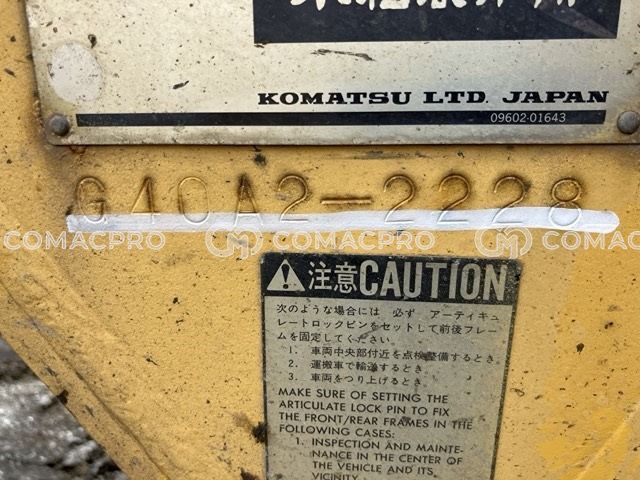 KOMATSU LTD. JAPAN
09602-01643
G40A2-2228
COMACPRO COMACPRO COMAC
注意CAUTION
次のような場合には 必ず アーティキュ
レートロックピンをセットして前後フレー
ムを固定してください。
1. 車両中央部付近を点検整備するとき。
2. 運搬車で輸送するとき。
3. 車両をつり上げるとき。
MAKE SURE OF SETTING THE
ARTICULATE LOCK PIN TO FIX
THE FRONT/REAR FRAMES IN THE
FOLLOWING CASES:
1. INSPECTION AND MAINTE-
NANCE IN THE CENTER OF
THE VEHICLE AND ITS
VICINITY